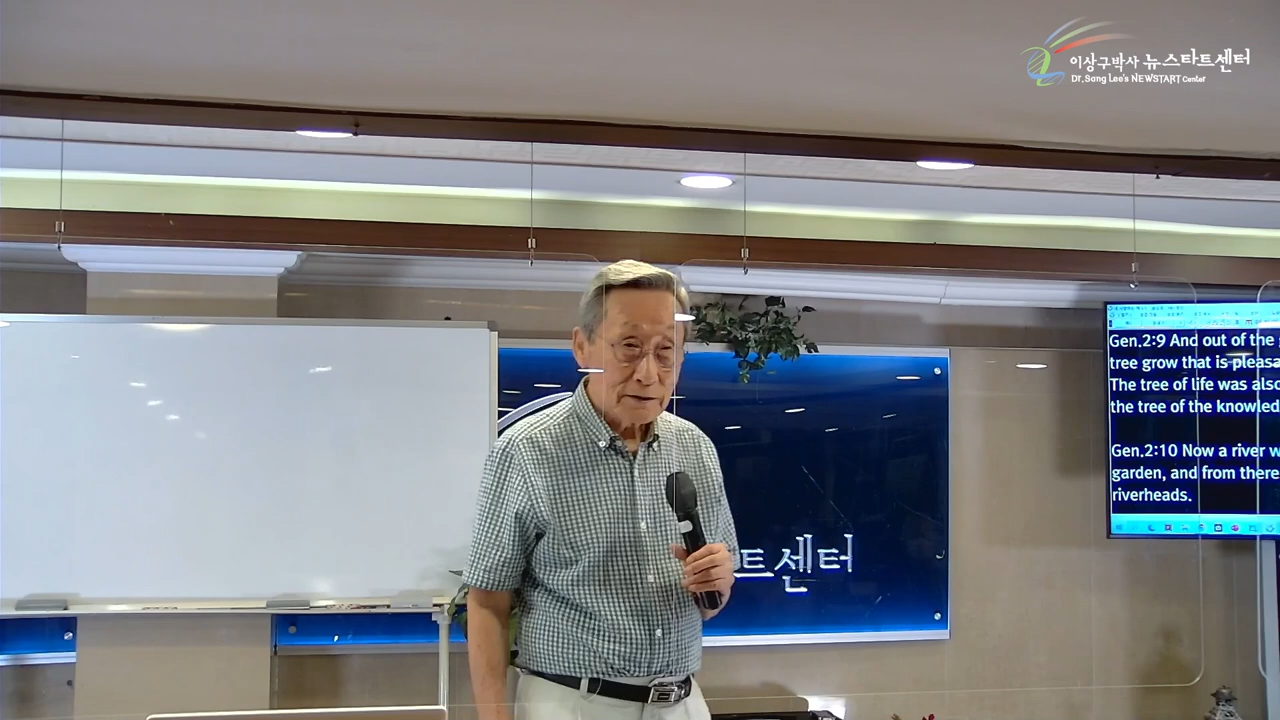 이상구박사 뉴스타트센터
Dr. Sang Lee's NEWSTART Center
Gen.2:9 And out of the
tree grow that is pleasa
The tree of life was also
the tree of the knowled
Gen.2:10 Now a river w
garden, and from there
riverheads.
트센터